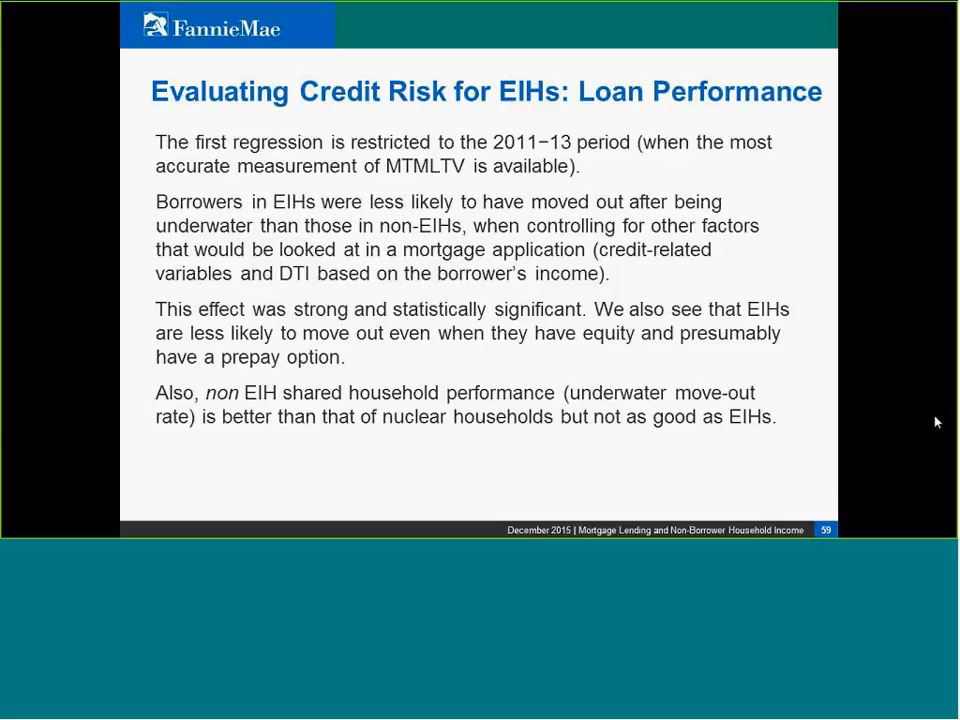 FannieMae
Evaluating Credit Risk for EIHs: Loan Performance
The first regression is restricted to the 2011−13 period (when the most
accurate measurement of MTMLTV is available).
Borrowers in EIHs were less likely to have moved out after being
underwater than those in non-EIHs, when controlling for other factors
that would be looked at in a mortgage application (credit-related
variables and DTI based on the borrower's income).
This effect was strong and statistically significant. We also see that EIHs
are less likely to move out even when they have equity and presumably
have a prepay option.
Also, non EIH shared household performance (underwater move-out
rate) is better than that of nuclear households but not as good as EIHs.
December 2015 | Mortgage Lending and Non-Borrower Household Income 59